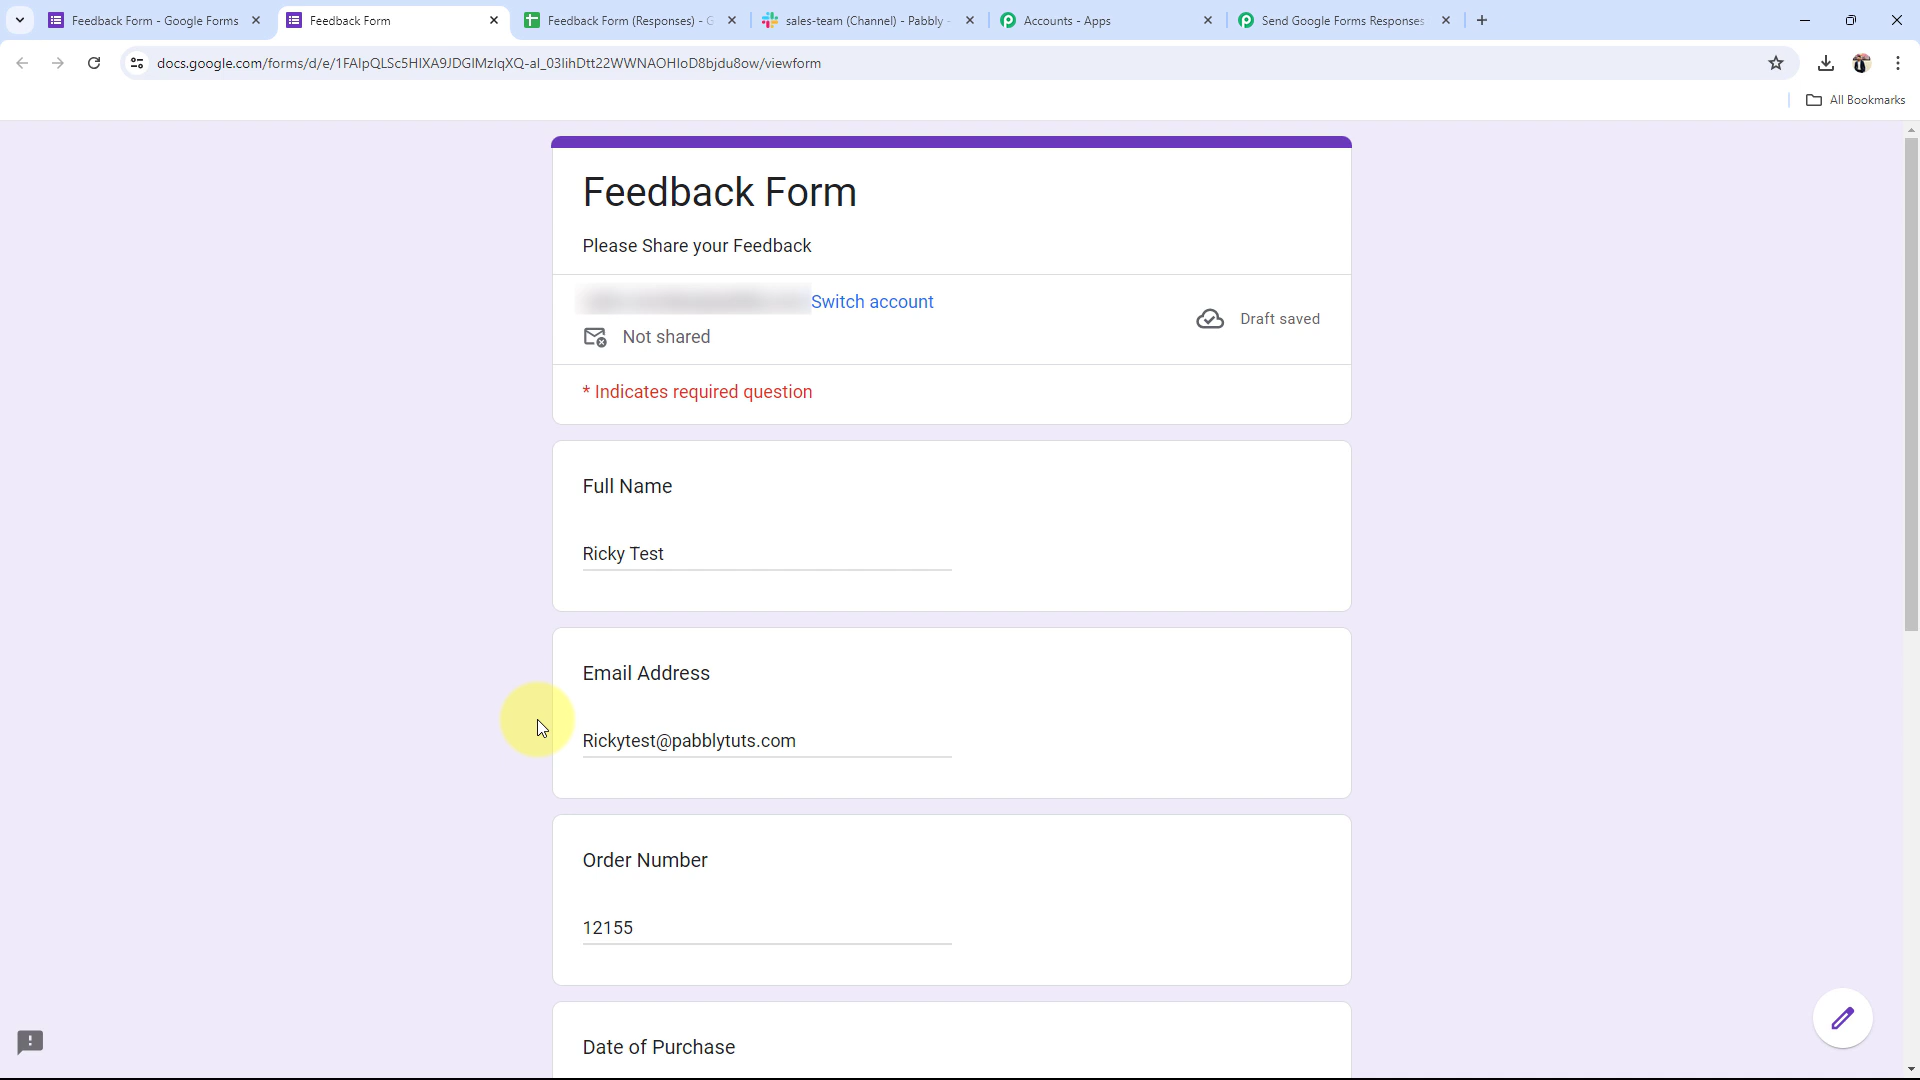 Feedback Form - Google Forms
Feedback Form
Feedback Form (Responses) - G
sales-team (Channel) - Pabbly -
Accounts - Apps
Send Google Forms Responses
docs.google.com/forms/d/e/1FAIpQLSc5HIXA9JDGIMzlqXQ-al_03lihDtt22WWNAOHloD8bjdu8ow/viewform
All Bookmarks
Feedback Form
Please Share your Feedback
Switch account
Not shared
Draft saved
* Indicates required question
Full Name
Ricky Test
Email Address
Rickytest@pabblytuts.com
Order Number
12155
Date of Purchase